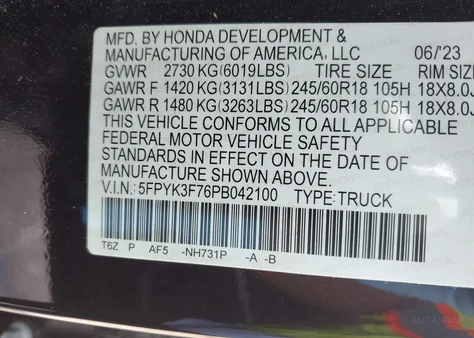 MFD. BY HONDA DEVELOPMENT &
MANUFACTURING OF AMERICA, LLC 06/'23
GVWR 2730 KG(6019LBS) TIRE SIZE RIM SIZE
GAWR F 1420 KG(3131LBS)245/60R18 105H 18X8.0J
GAWR R 1480 KG(3263LBS)245/60R18 105H 18X8.0J
THIS VEHICLE CONFORMS TO ALL APPLICABLE
FEDERAL MOTOR VEHICLE SAFETY
STANDARDS IN EFFECT ON THE DATE OF
MANUFACTURE SHOWN ABOVE.
V.I.N: 5FPYK3F76PB042100 TYPE:TRUCK
T6Z P AF5 -NH731P -A -B